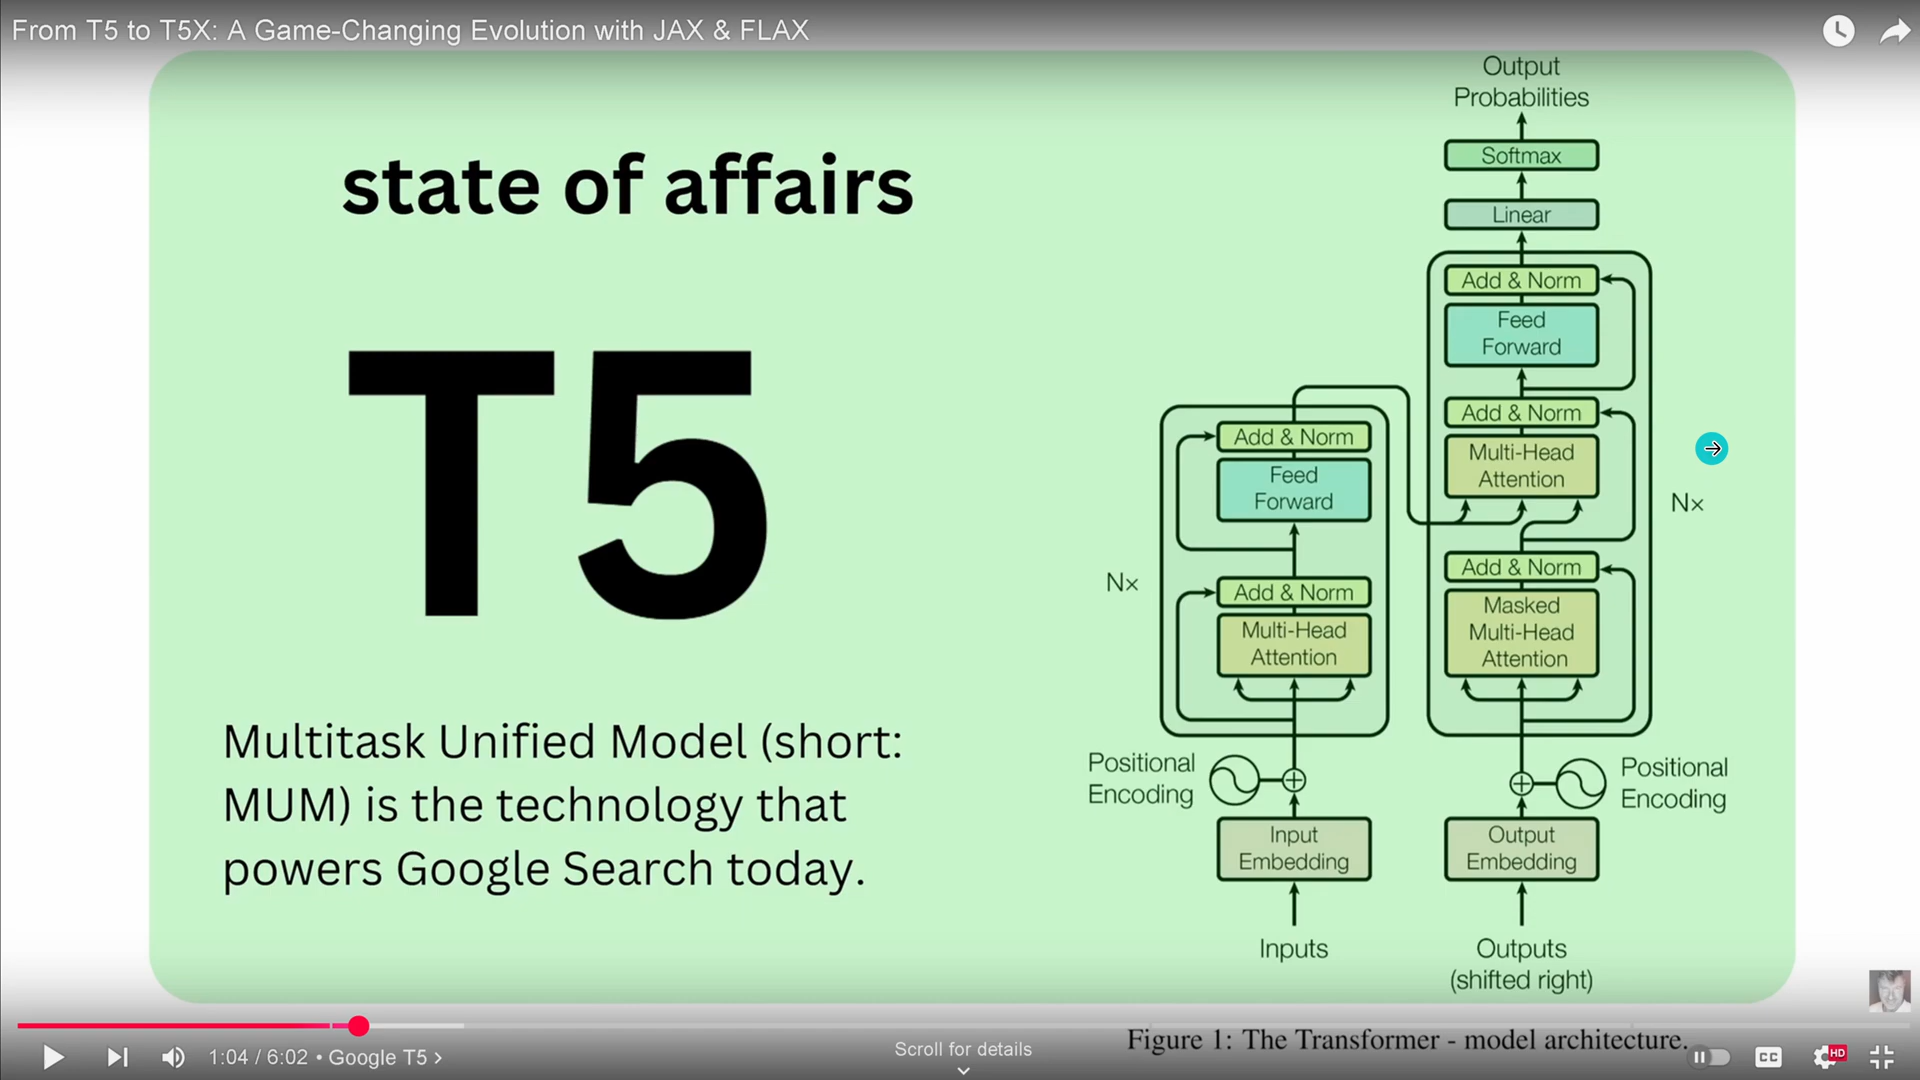 From T5 to T5X: A Game-Changing Evolution with JAX & FLAX
state of affairs
T5
Multitask Unified Model (short:
MUM) is the technology that
powers Google Search today.
Output
Probabilities
Softmax
Linear
Add & Norm
Feed
Forward
Add & Norm
Multi-Head
Attention
Nx
Add & Norm
Masked
Multi-Head
Attention
Add & Norm
Feed
Forward
Nx
Add & Norm
Multi-Head
Attention
Positional
Encoding
Positional
Encoding
Input
Embedding
Output
Embedding
Inputs
Outputs
(shifted right)
Figure 1: The Transformer - model architecture.
1:04 / 6:02 • Google T5 >
Scroll for details
CC
HD